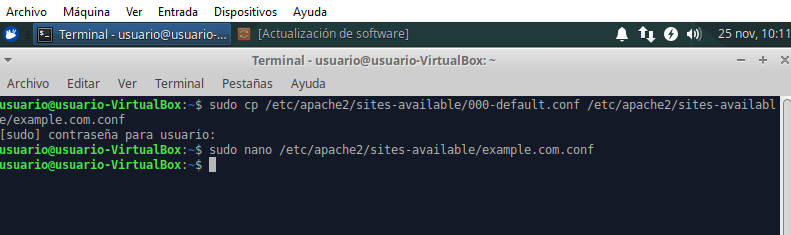 Archivo Máquina Ver Entrada Dispositivos Ayuda
Terminal - usuario@usuario-... [Actualización de software] 25 nov, 10:11
Terminal - usuario@usuario-VirtualBox: ~
Archivo Editar Ver Terminal Pestañas Ayuda
usuario@usuario-VirtualBox:~$ sudo cp /etc/apache2/sites-available/000-default.conf /etc/apache2/sites-availabl
e/example.com.conf
[sudo] contraseña para usuario:
usuario@usuario-VirtualBox:~$ sudo nano /etc/apache2/sites-available/example.com.conf
usuario@usuario-VirtualBox:~$